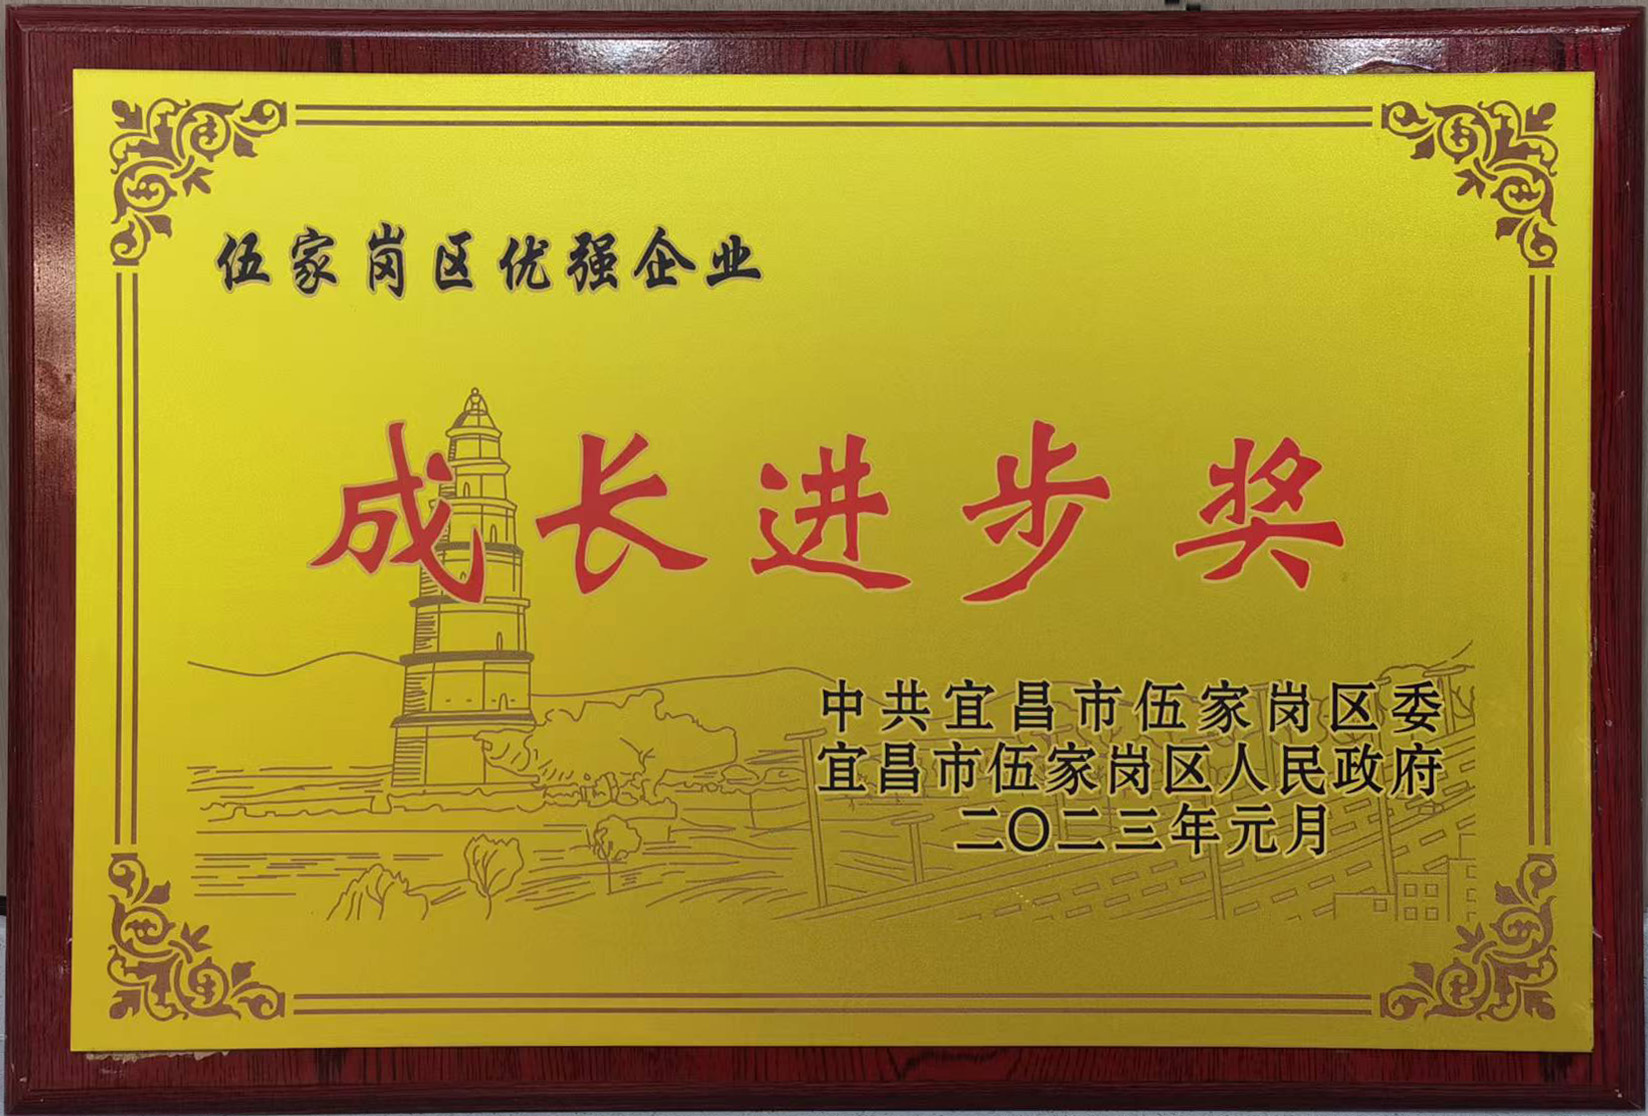 伍家岗区优强企业
成长进步奖
中共宜昌市伍家岗区委
宜昌市伍家岗区人民政府
二〇二三年元月